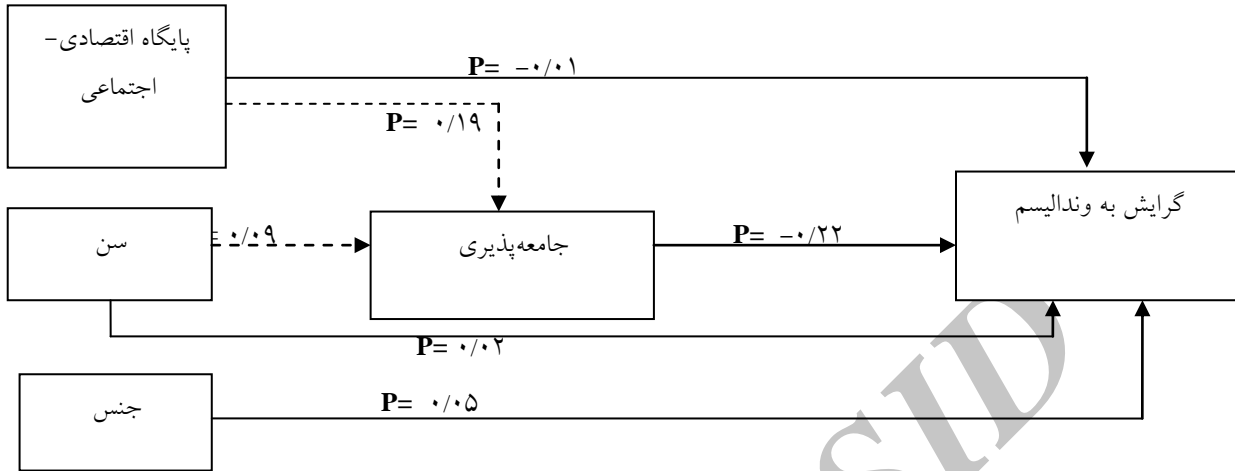 پایگاه اقتصادی-
اجتماعی
P= -۰/۰۱
P= ۰/۱۹
گرایش به وندالیسم
سن
= ۰/۰۹
جامعه‌پذیری
P= -۰/۲۲
P= ۰/۰۲
جنس
P= ۰/۰۵
SID